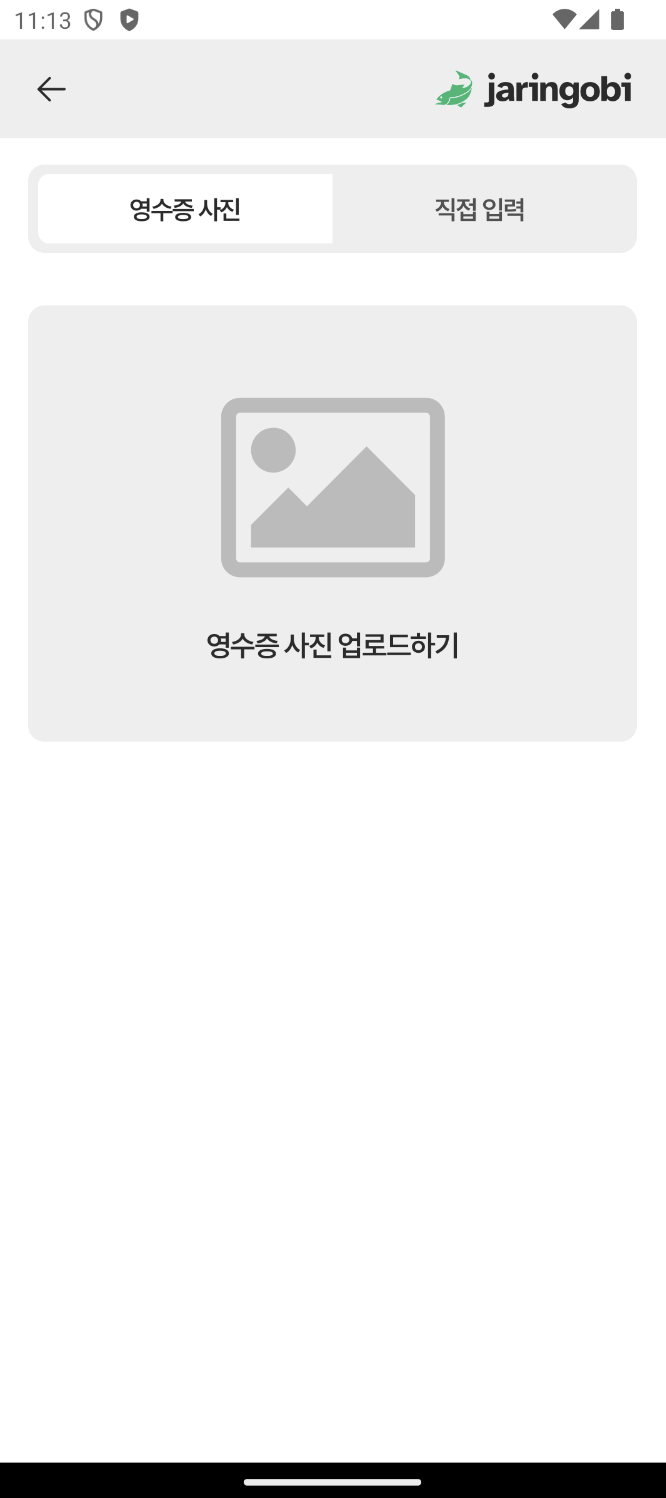 11:13
jaringobi
영수증 사진
직접 입력
영수증 사진 업로드하기